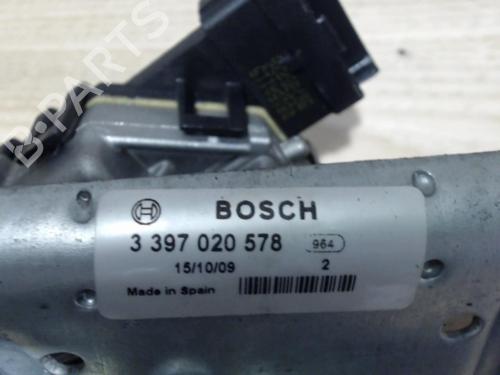 B-PARTS
BOSCH
3 397 020 578 964
15/10/09 2
Made in Spain